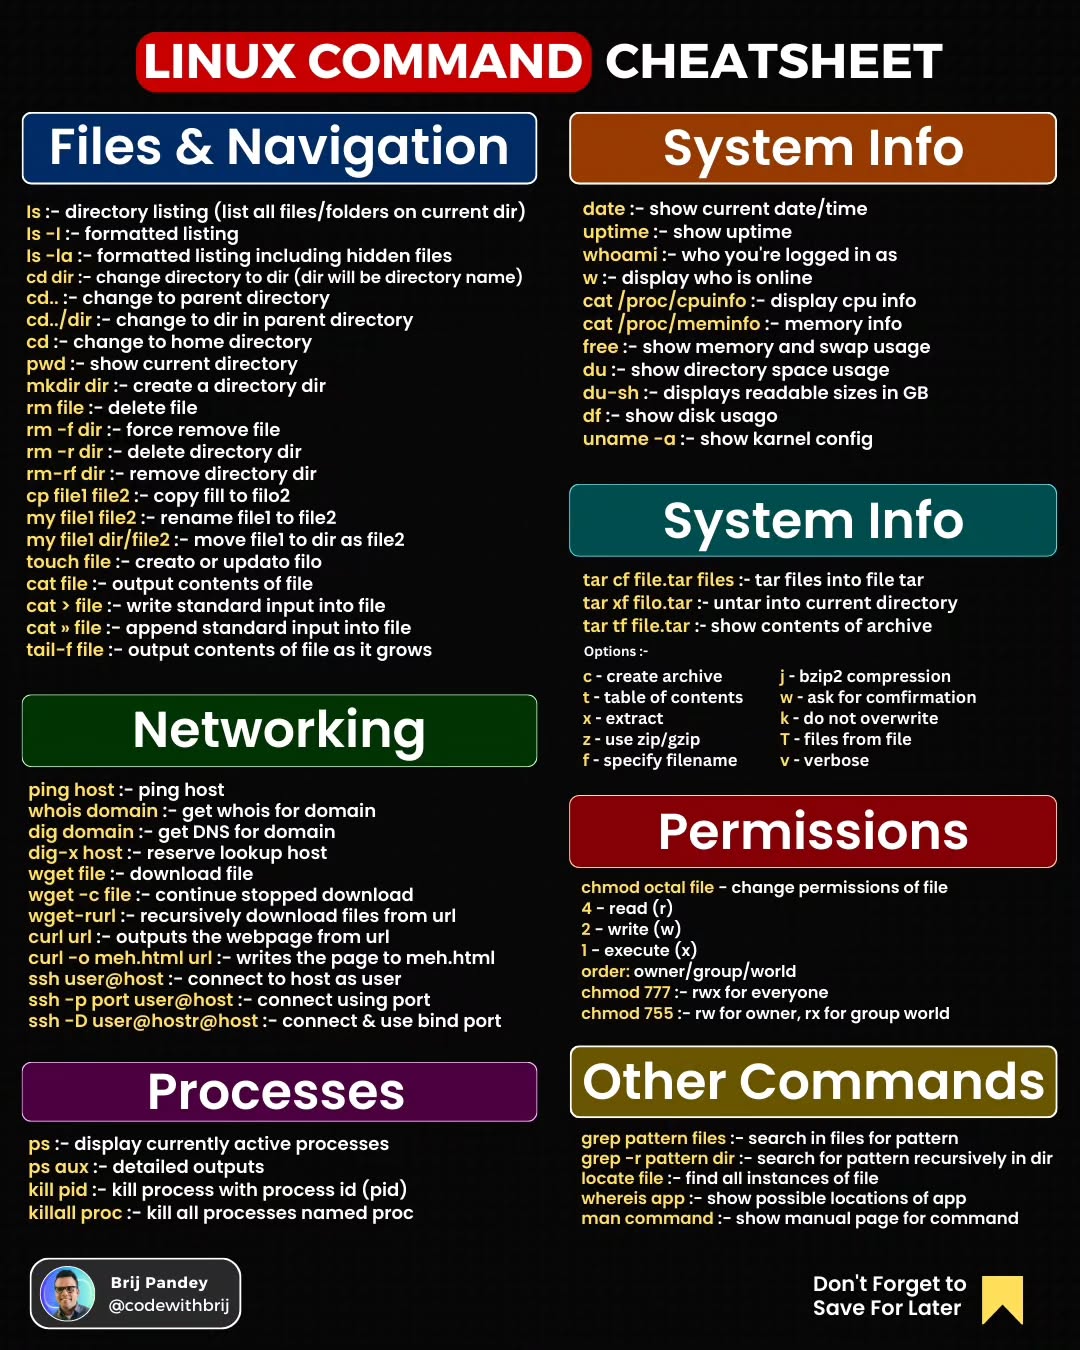 LINUX COMMAND CHEATSHEET
Files & Navigation
ls :- directory listing (list all files/folders on current dir)
ls -l :- formatted listing
ls -la :- formatted listing including hidden files
cd dir :- change directory to dir (dir will be directory name)
cd.. :- change to parent directory
cd../dir :- change to dir in parent directory
cd :- change to home directory
pwd :- show current directory
mkdir dir :- create a directory dir
rm file :- delete file
rm -f dir :- force remove file
rm -r dir :- delete directory dir
rm-rf dir :- remove directory dir
cp file1 file2 :- copy fill to filo2
my file1 file2 :- rename file1 to file2
my file1 dir/file2 :- move file1 to dir as file2
touch file :- creato or updato filo
cat file :- output contents of file
cat > file :- write standard input into file
cat » file :- append standard input into file
tail-f file :- output contents of file as it grows
Networking
ping host :- ping host
whois domain :- get whois for domain
dig domain :- get DNS for domain
dig-x host :- reserve lookup host
wget file :- download file
wget -c file :- continue stopped download
wget-rurl :- recursively download files from url
curl url :- outputs the webpage from url
curl -o meh.html url :- writes the page to meh.html
ssh user@host :- connect to host as user
ssh -p port user@host :- connect using port
ssh -D user@hostr@host :- connect & use bind port
Processes
ps :- display currently active processes
ps aux :- detailed outputs
kill pid :- kill process with process id (pid)
killall proc :- kill all processes named proc
System Info
date :- show current date/time
uptime :- show uptime
whoami :- who you're logged in as
w :- display who is online
cat /proc/cpuinfo :- display cpu info
cat /proc/meminfo :- memory info
free :- show memory and swap usage
du :- show directory space usage
du-sh :- displays readable sizes in GB
df :- show disk usago
uname -a :- show karnel config
System Info
tar cf file.tar files :- tar files into file tar
tar xf filo.tar :- untar into current directory
tar tf file.tar :- show contents of archive
Options :-
c - create archive
t - table of contents
x - extract
z - use zip/gzip
f - specify filename
j - bzip2 compression
w - ask for comfirmation
k - do not overwrite
T - files from file
v - verbose
Permissions
chmod octal file - change permissions of file
4 - read (r)
2 - write (w)
1 - execute (x)
order: owner/group/world
chmod 777 :- rwx for everyone
chmod 755 :- rw for owner, rx for group world
Other Commands
grep pattern files :- search in files for pattern
grep -r pattern dir :- search for pattern recursively in dir
locate file :- find all instances of file
whereis app :- show possible locations of app
man command :- show manual page for command
Brij Pandey
@codewithbrij
Don't Forget to
Save For Later